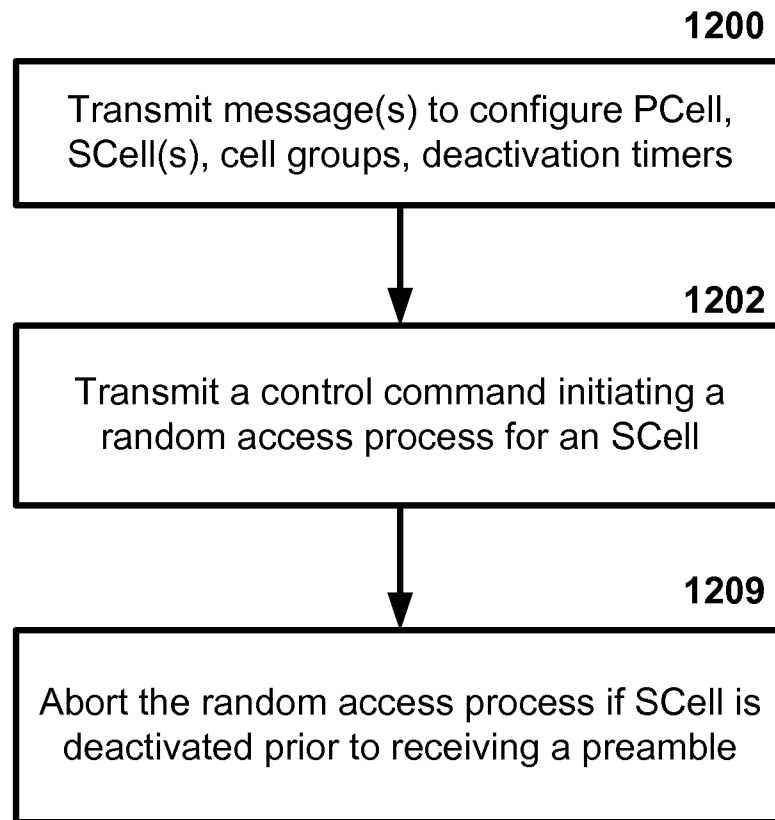 1200
Transmit message(s) to configure PCell,
SCell(s), cell groups, deactivation timers
1202
Transmit a control command initiating a
random access process for an SCell
1209
Abort the random access process if SCell is
deactivated prior to receiving a preamble